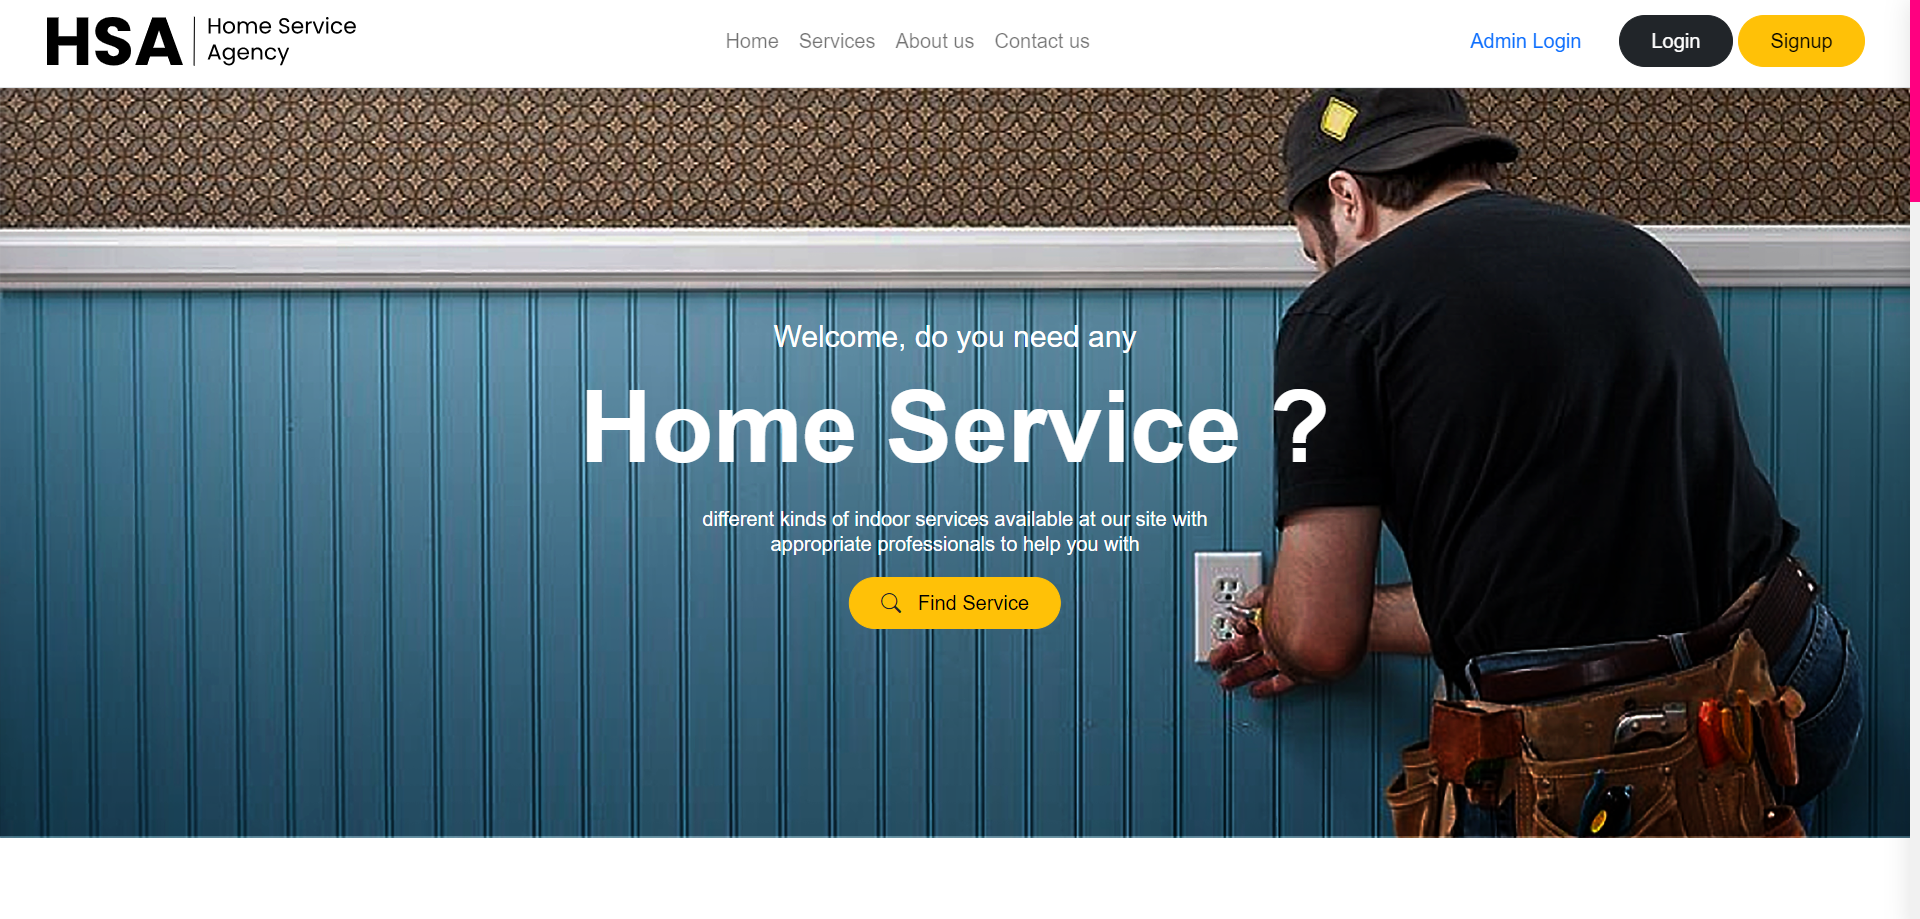 HSA
Home Service
Agency
Home
Services
About us
Contact us
Admin Login
Login
Signup
Welcome, do you need any
Home Service ?
different kinds of indoor services available at our site with
appropriate professionals to help you with
Find Service